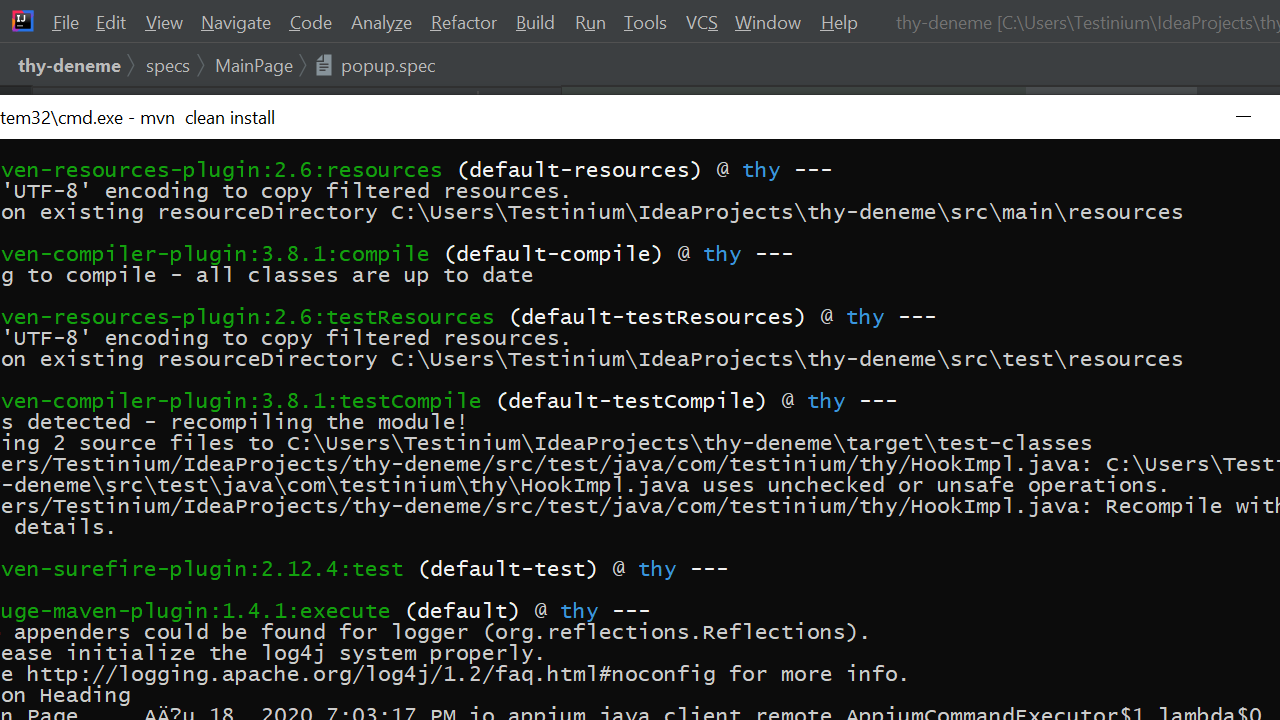 File Edit View Navigate Code Analyze Refactor Build Run Tools VCS Window Help thy-deneme [C:\Users\Testinium\IdeaProjects\thy
thy-deneme specs MainPage popup.spec
tem32\cmd.exe - mvn clean install
ven-resources-plugin:2.6:resources (default-resources) @ thy ---
'UTF-8' encoding to copy filtered resources.
on existing resourceDirectory C:\Users\Testinium\IdeaProjects\thy-deneme\src\main\resources
ven-compiler-plugin:3.8.1:compile (default-compile) @ thy ---
g to compile - all classes are up to date
ven-resources-plugin:2.6:testResources (default-testResources) @ thy ---
'UTF-8' encoding to copy filtered resources.
on existing resourceDirectory C:\Users\Testinium\IdeaProjects\thy-deneme\src\test\resources
ven-compiler-plugin:3.8.1:testCompile (default-testCompile) @ thy ---
s detected - recompiling the module!
ing 2 source files to C:\Users\Testinium\IdeaProjects\thy-deneme\target\test-classes
ers/Testinium/IdeaProjects/thy-deneme/src/test/java/com/testinium/thy/HookImpl.java: C:\Users\Testi
-deneme\src\test\java\com\testinium\thy\HookImpl.java uses unchecked or unsafe operations.
ers/Testinium/IdeaProjects/thy-deneme/src/test/java/com/testinium/thy/HookImpl.java: Recompile with
details.
ven-surefire-plugin:2.12.4:test (default-test) @ thy ---
uge-maven-plugin:1.4.1:execute (default) @ thy ---
appenders could be found for logger (org.reflections.Reflections).
ease initialize the log4j system properly.
e http://logging.apache.org/log4j/1.2/faq.html#noconfig for more info.
on Heading
n Page AÄ?u 18, 2020 7:03:17 PM io.appium.java_client.remote.AppiumCommandExecutor$1 lambda$0